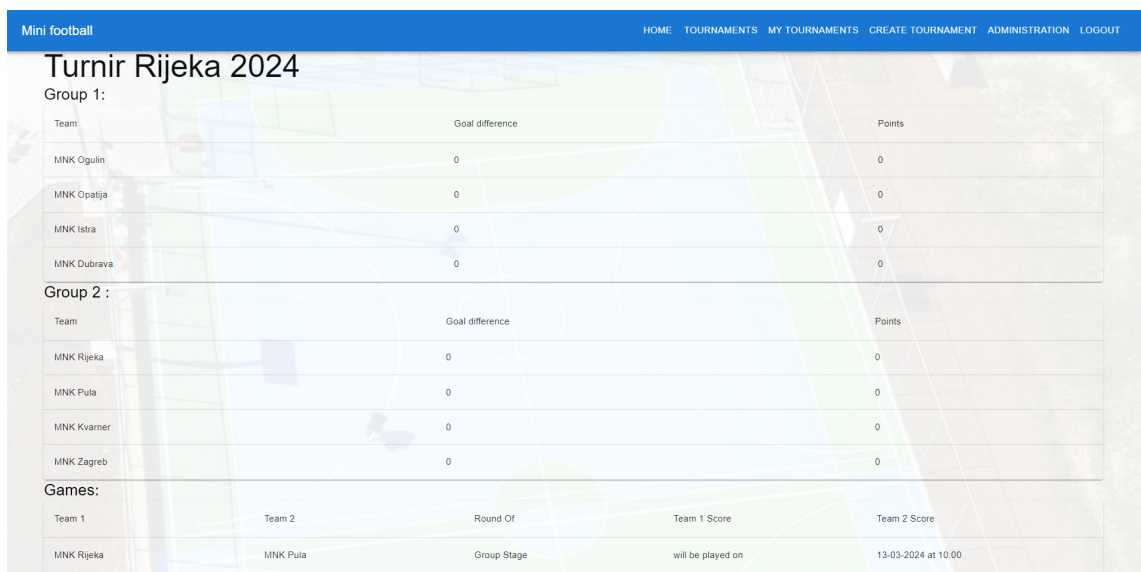 Mini football HOME TOURNAMENTS MY TOURNAMENTS CREATE TOURNAMENT ADMINISTRATION LOGOUT
Turnir Rijeka 2024
Group 1:
Team Goal difference Points
MNK Ogulin 0 0
MNK Opatija 0 0
MNK Istra 0 0
MNK Dubrava 0 0
Group 2 :
Team Goal difference Points
MNK Rijeka 0 0
MNK Pula 0 0
MNK Kvarner 0 0
MNK Zagreb 0 0
Games:
Team 1 Team 2 Round Of Team 1 Score Team 2 Score
MNK Rijeka MNK Pula Group Stage will be played on 13-03-2024 at 10:00